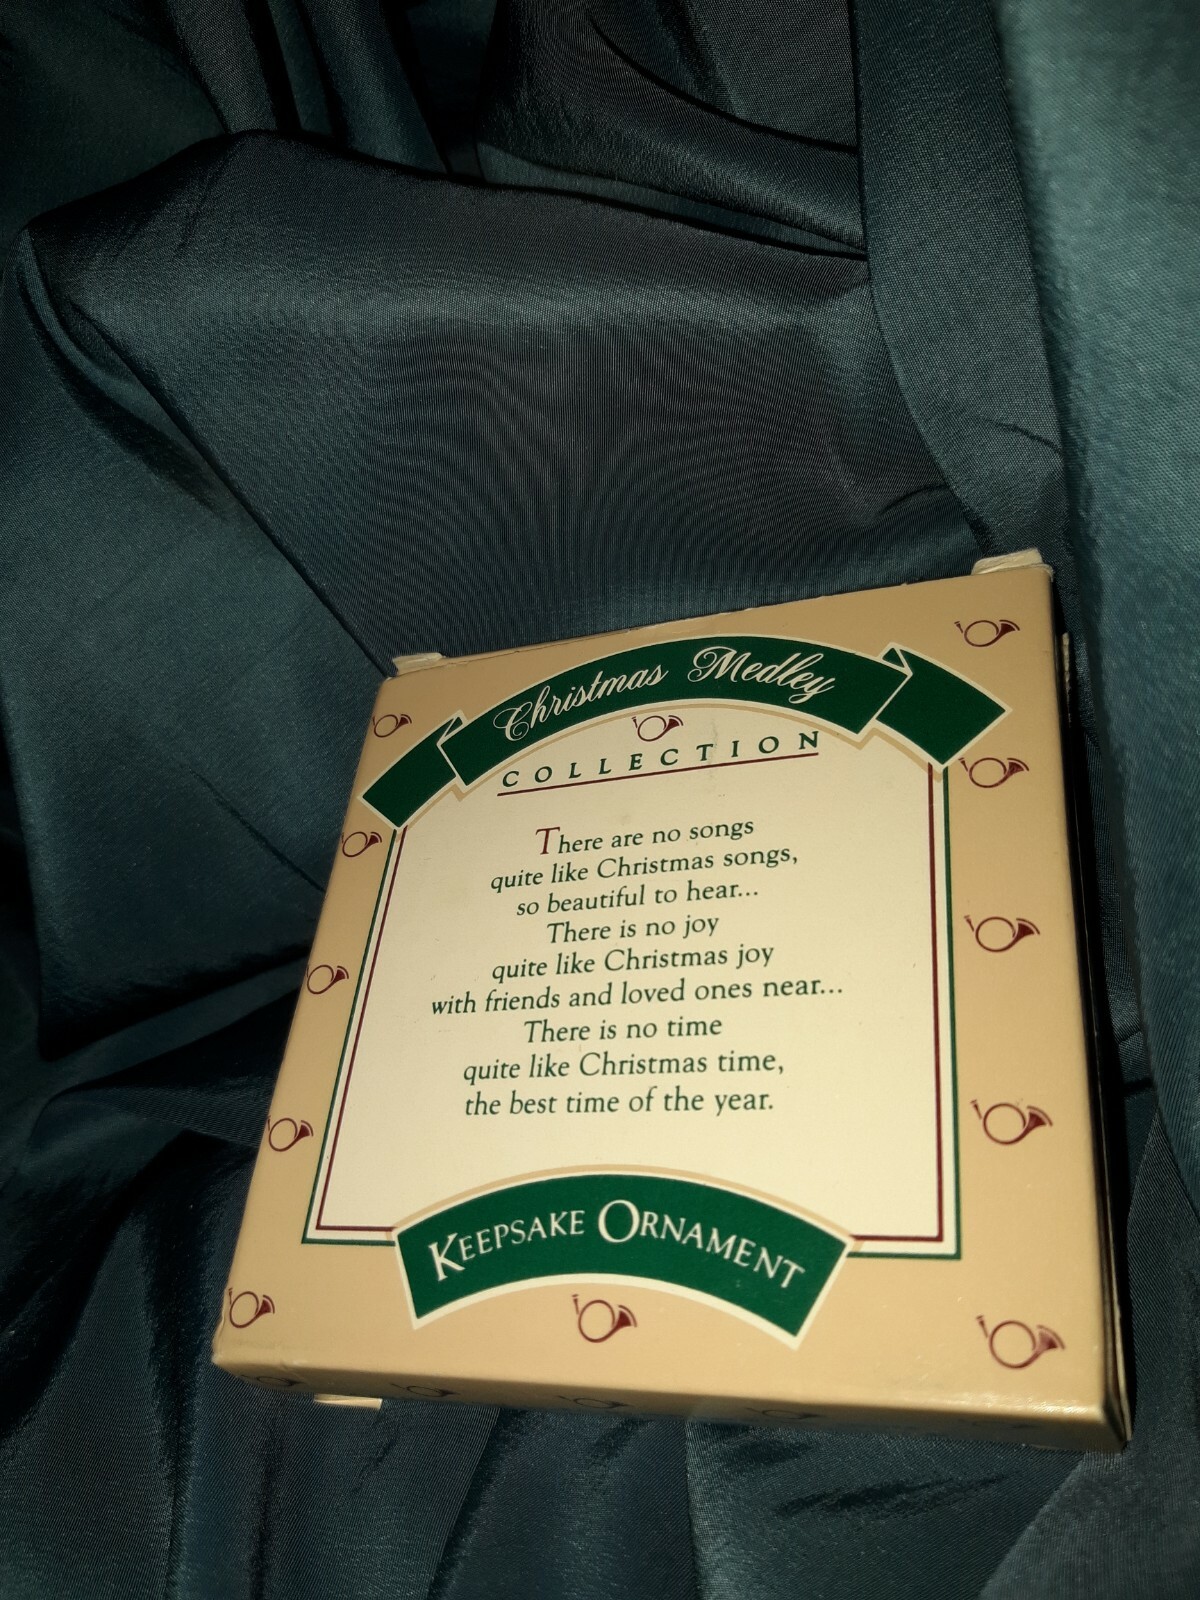 Christmas Medley
COLLECTION
There are no songs
quite like Christmas songs,
so beautiful to hear...
There is no joy
quite like Christmas joy
with friends and loved ones near...
There is no time
quite like Christmas time,
the best time of the year.
KEEPSAKE ORNAMENT